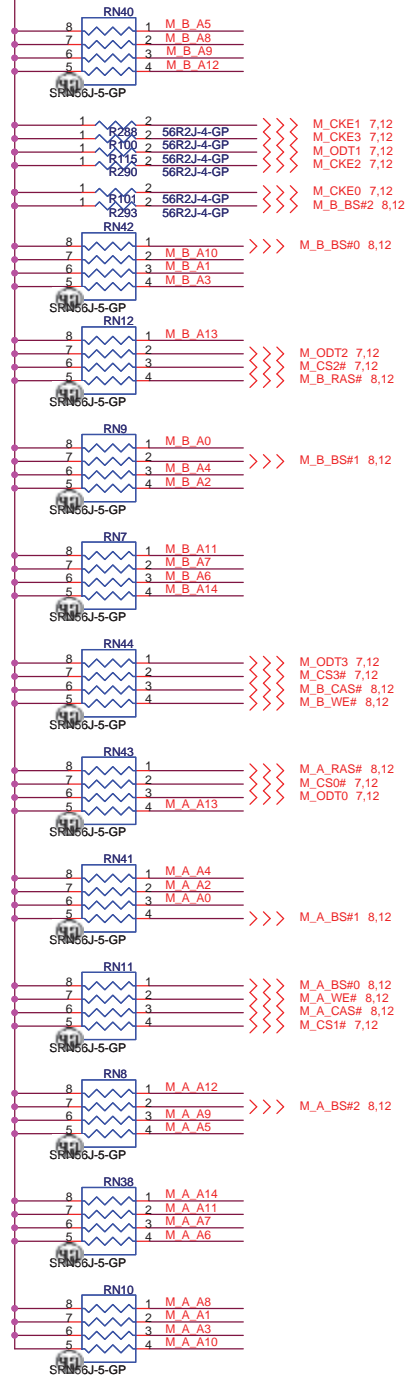 RN40
8 1 M_B_A5
7 2 M_B_A8
6 3 M_B_A9
5 4 M_B_A12
SRN56J-5-GP
1 2 M_CKE1 7,12
R288 56R2J-4-GP
1 2 M_CKE3 7,12
R100 56R2J-4-GP
1 2 M_ODT1 7,12
R115 56R2J-4-GP
1 2 M_CKE2 7,12
R290 56R2J-4-GP
1 2 M_CKE0 7,12
R101 56R2J-4-GP
1 2 M_B_BS#2 8,12
R293 56R2J-4-GP
RN42
8 1 M_B_BS#0 8,12
7 2 M_B_A10
6 3 M_B_A1
5 4 M_B_A3
SRN56J-5-GP
RN12
8 1 M_B_A13
7 2 M_ODT2 7,12
6 3 M_CS2# 7,12
5 4 M_B_RAS# 8,12
SRN56J-5-GP
RN9
8 1 M_B_A0
7 2 M_B_BS#1 8,12
6 3 M_B_A4
5 4 M_B_A2
SRN56J-5-GP
RN7
8 1 M_B_A11
7 2 M_B_A7
6 3 M_B_A6
5 4 M_B_A14
SRN56J-5-GP
RN44
8 1 M_ODT3 7,12
7 2 M_CS3# 7,12
6 3 M_B_CAS# 8,12
5 4 M_B_WE# 8,12
SRN56J-5-GP
RN43
8 1 M_A_RAS# 8,12
7 2 M_CS0# 7,12
6 3 M_ODT0 7,12
5 4 M_A_A13
SRN56J-5-GP
RN41
8 1 M_A_A4
7 2 M_A_A2
6 3 M_A_A0
5 4 M_A_BS#1 8,12
SRN56J-5-GP
RN11
8 1 M_A_BS#0 8,12
7 2 M_A_WE# 8,12
6 3 M_A_CAS# 8,12
5 4 M_CS1# 7,12
SRN56J-5-GP
RN8
8 1 M_A_A12
7 2 M_A_BS#2 8,12
6 3 M_A_A9
5 4 M_A_A5
SRN56J-5-GP
RN38
8 1 M_A_A14
7 2 M_A_A11
6 3 M_A_A7
5 4 M_A_A6
SRN56J-5-GP
RN10
8 1 M_A_A8
7 2 M_A_A1
6 3 M_A_A3
5 4 M_A_A10
SRN56J-5-GP